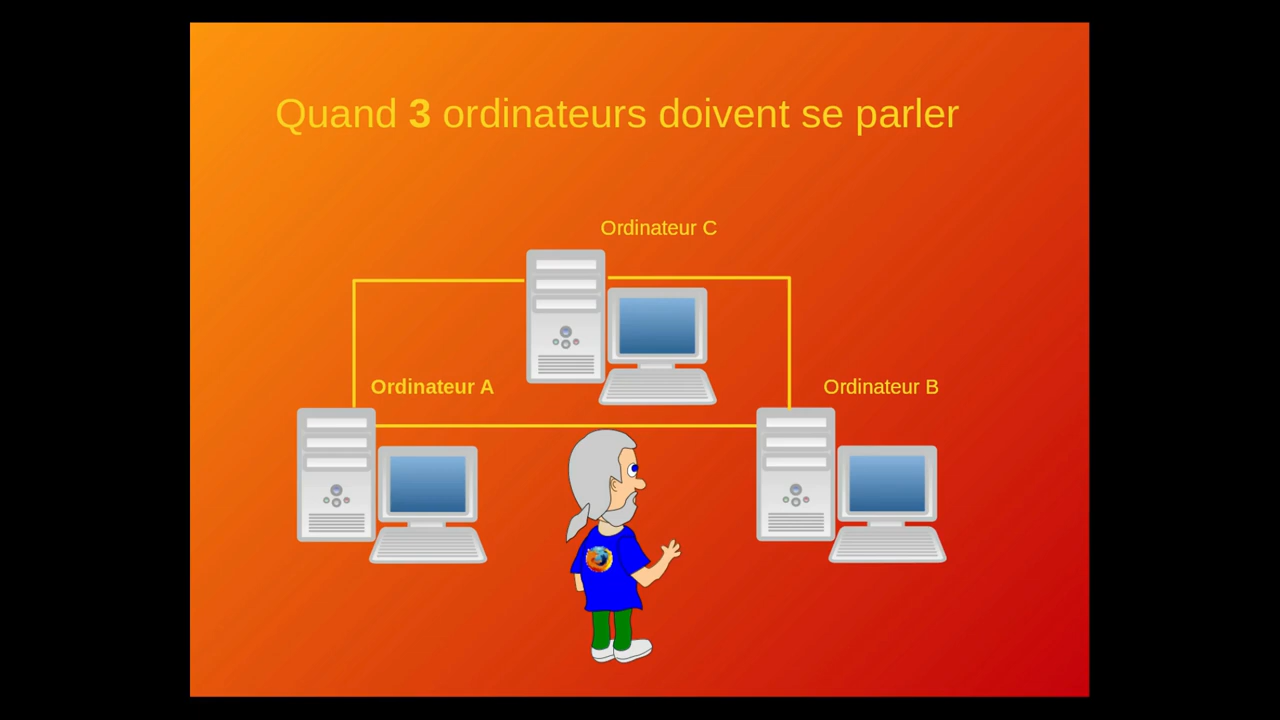 Quand 3 ordinateurs doivent se parler
Ordinateur C
Ordinateur A
Ordinateur B